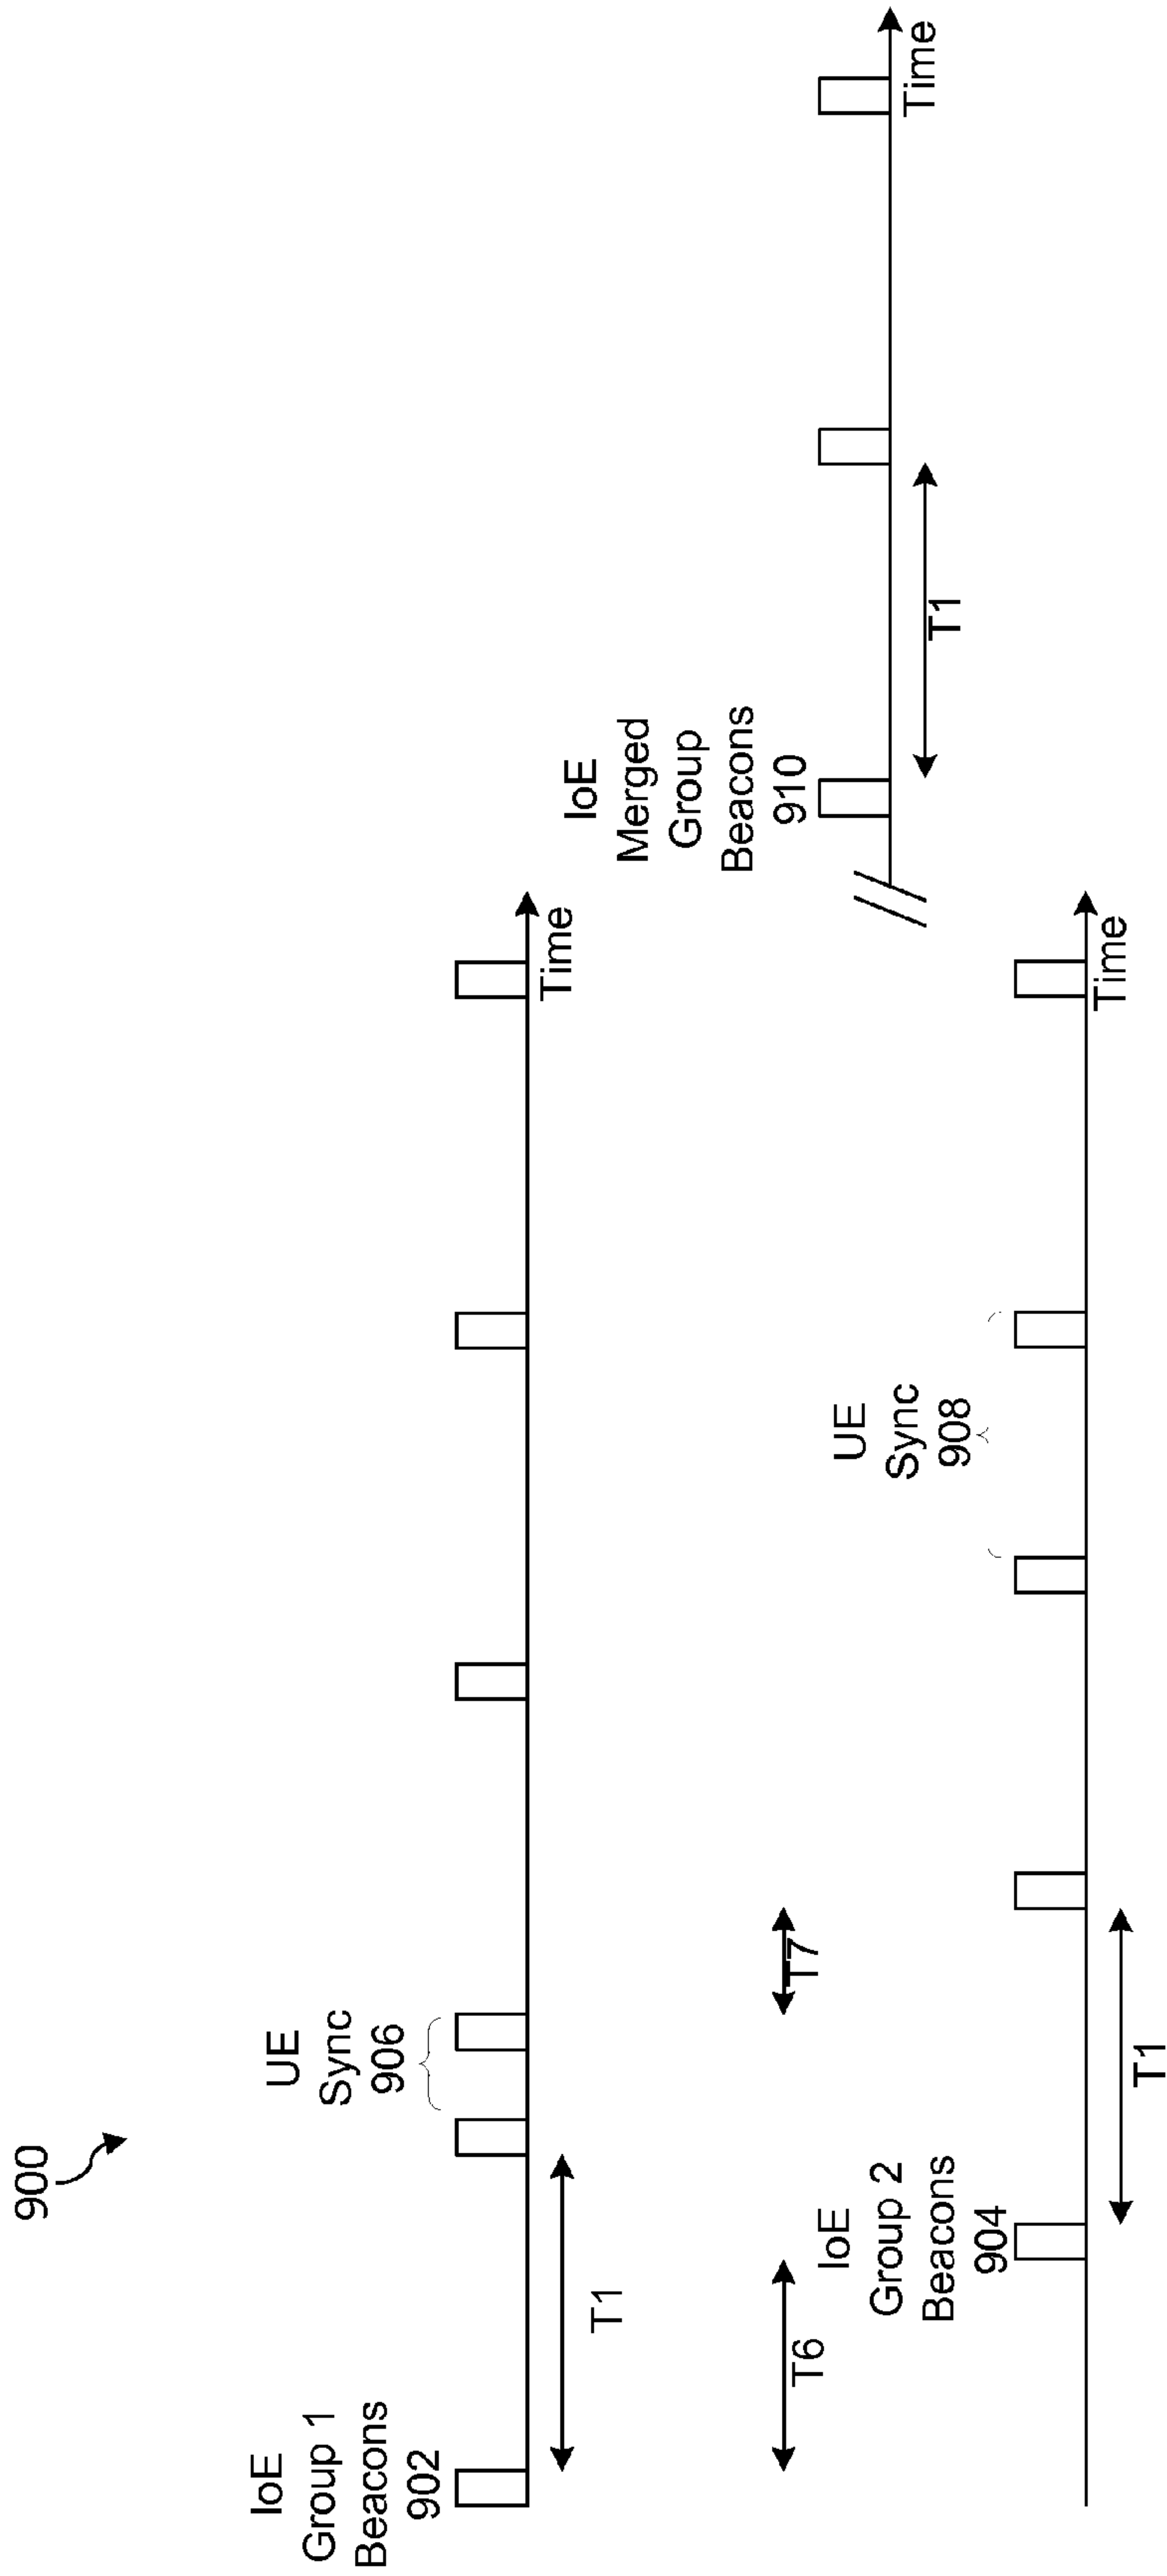 900
IoE
Group 1
Beacons
902
T1
UE
Sync
906
Time
T6
T7
IoE
Group 2
Beacons
904
T1
UE
Sync
908
Time
IoE
Merged
Group
Beacons
910
T1
Time